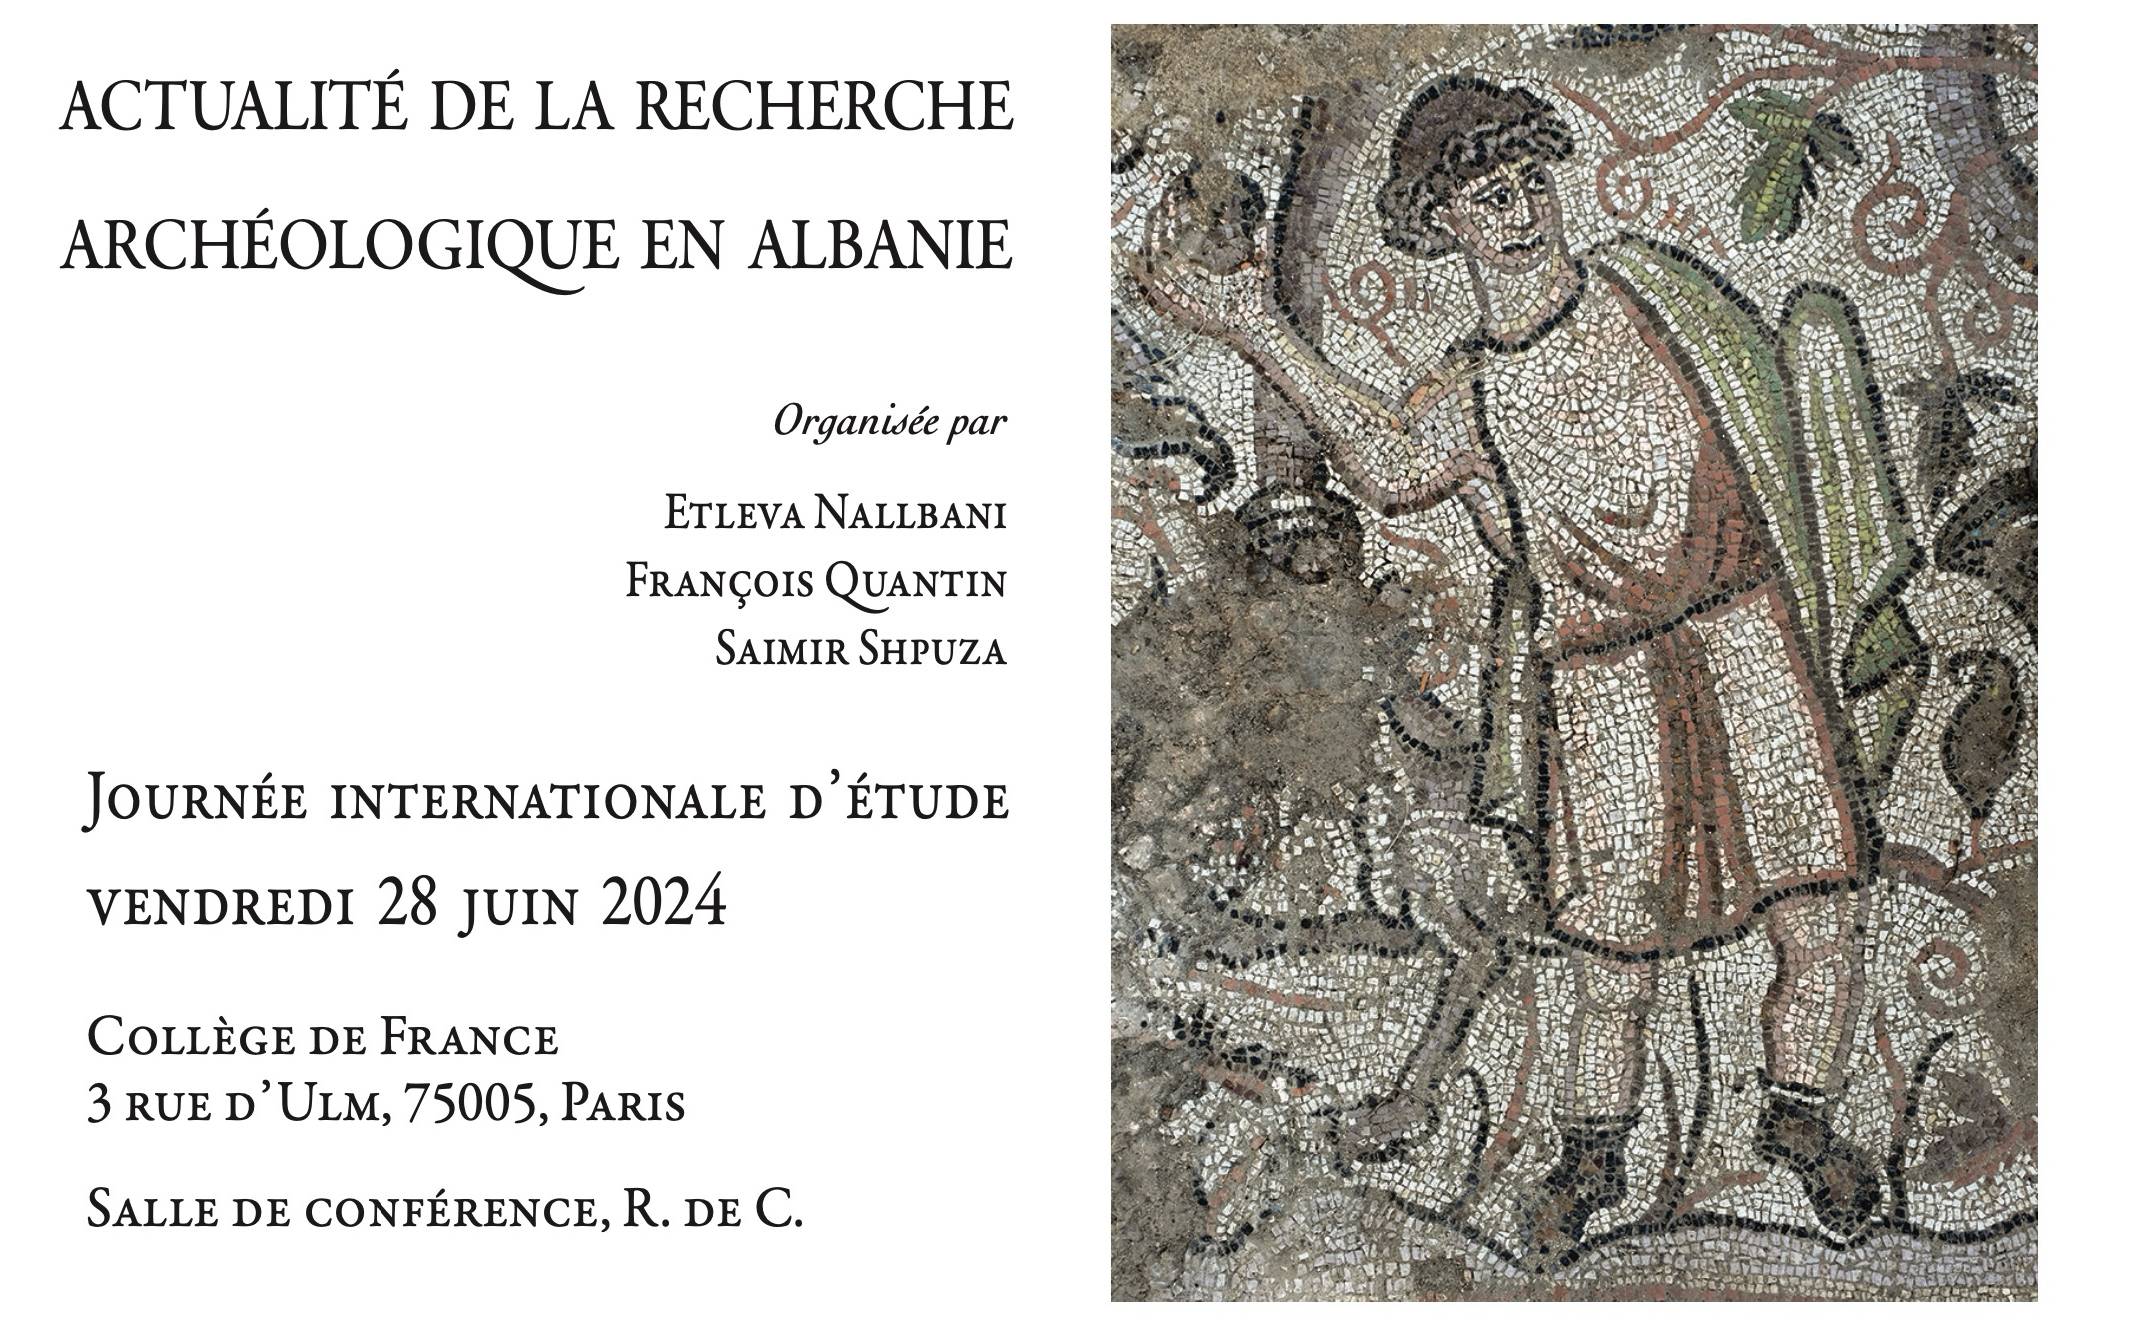 ACTUALITÉ DE LA RECHERCHE
ARCHÉOLOGIQUE EN ALBANIE
Organisée par
Etleva Nallbani
François Quantin
Saimir Shpuza
Journée internationale d’étude
vendredi 28 juin 2024
Collège de France
3 rue d’Ulm, 75005, Paris
Salle de conférence, R. de C.